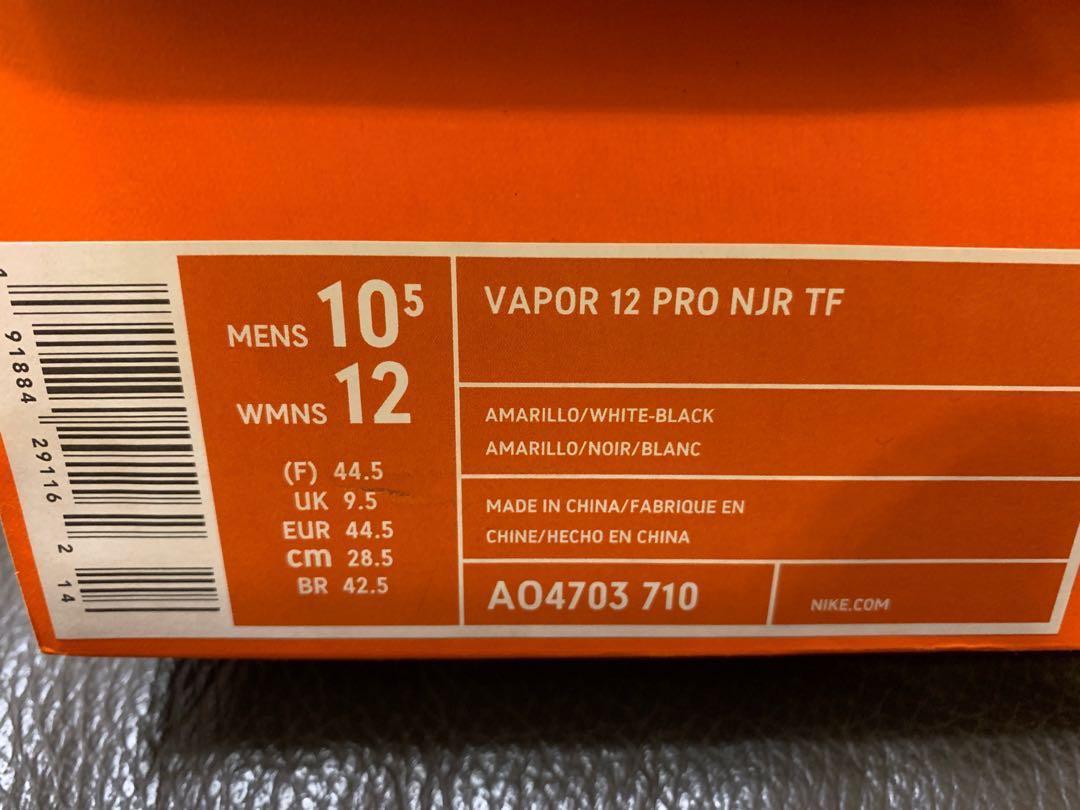 MENS 10⁵
WMNS 12
(F) 44.5
UK 9.5
EUR 44.5
cm 28.5
BR 42.5
VAPOR 12 PRO NJR TF
AMARILLO/WHITE-BLACK
AMARILLO/NOIR/BLANC
MADE IN CHINA/FABRIQUE EN
CHINE/HECHO EN CHINA
AO4703 710
NIKE.COM
91884 29116 2 14